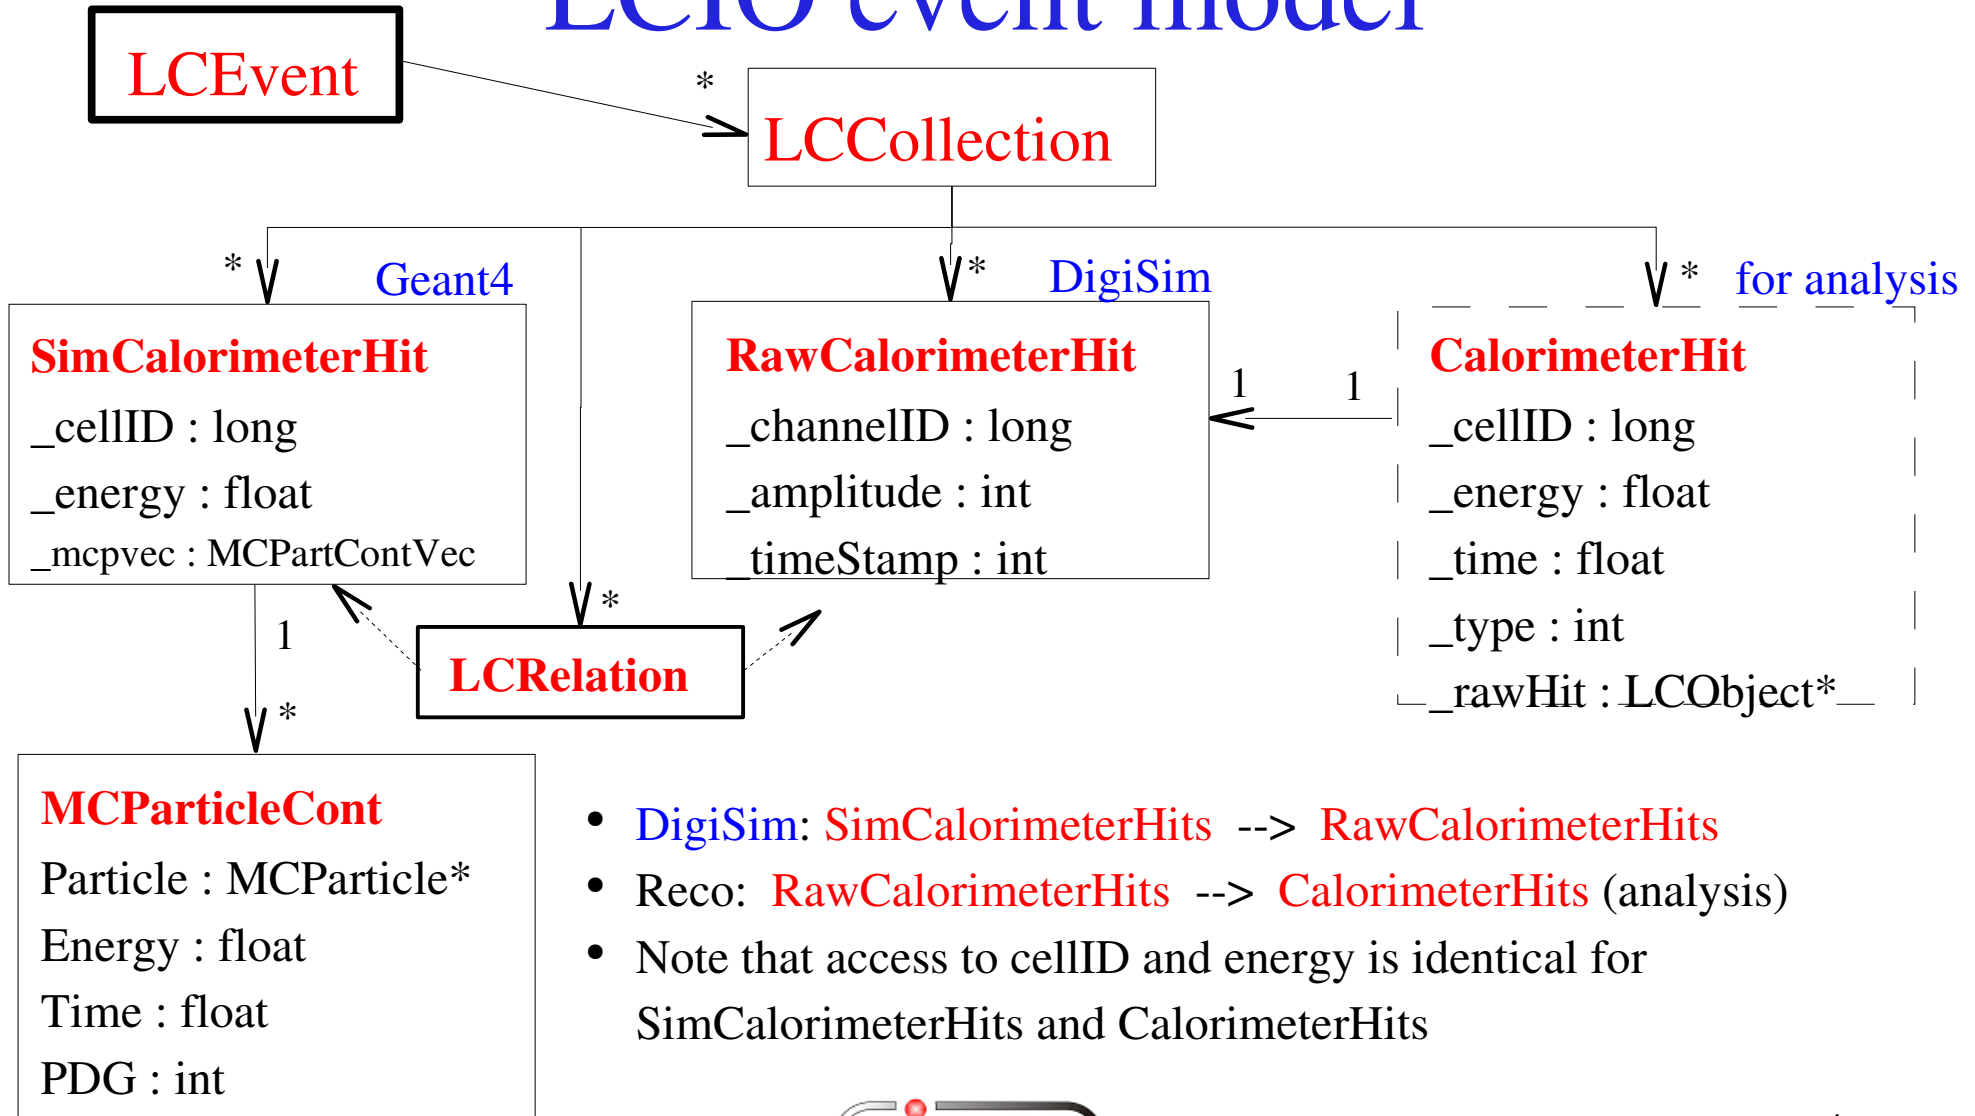 LCIO event model
LCEvent
*
LCCollection
* Geant4
* DigiSim
* for analysis
SimCalorimeterHit
_cellID : long
_energy : float
_mcpvec : MCPartContVec
RawCalorimeterHit
_channelID : long
_amplitude : int
_timeStamp : int
1 1
CalorimeterHit
_cellID : long
_energy : float
_time : float
_type : int
_rawHit : LCObject*
*
LCRelation
1
*
MCParticleCont
Particle : MCParticle*
Energy : float
Time : float
PDG : int
• DigiSim: SimCalorimeterHits --> RawCalorimeterHits
• Reco: RawCalorimeterHits --> CalorimeterHits (analysis)
• Note that access to cellID and energy is identical for
SimCalorimeterHits and CalorimeterHits